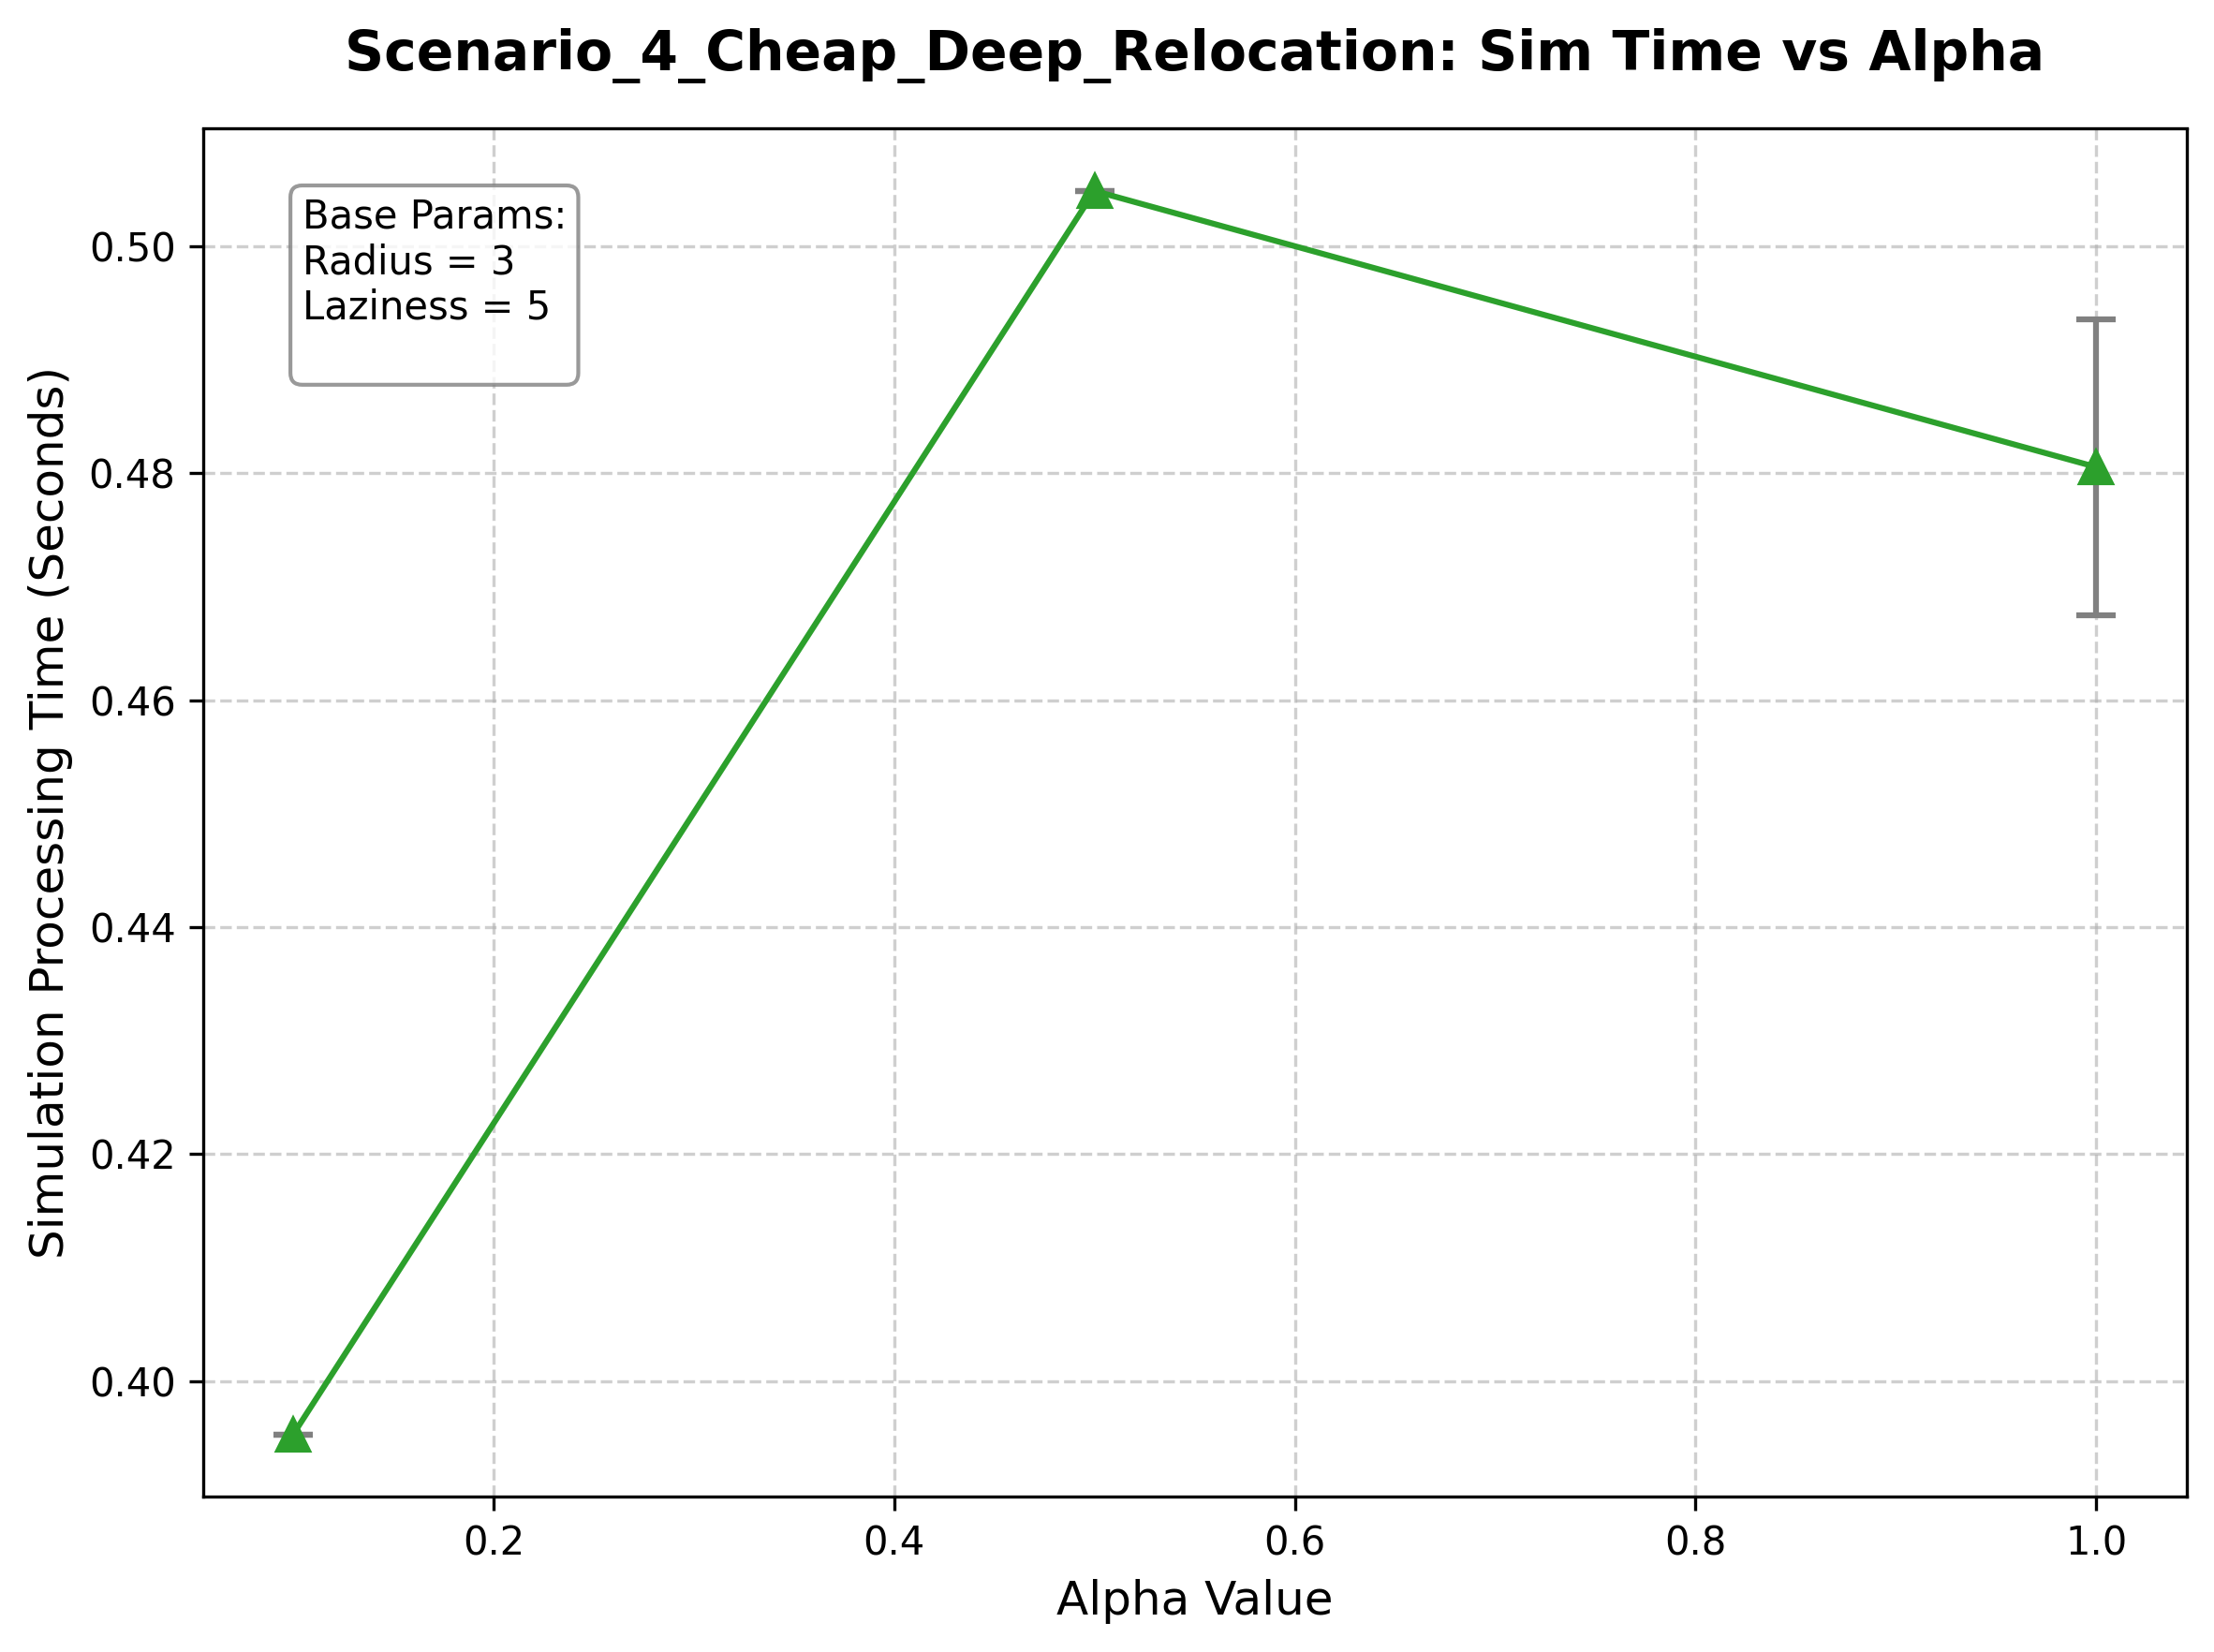 Scenario_4_Cheap_Deep_Relocation: Sim Time vs Alpha
Base Params:
Radius = 3
Laziness = 5
Simulation Processing Time (Seconds)
0.50
0.48
0.46
0.44
0.42
0.40
0.2
0.4
0.6
0.8
1.0
Alpha Value